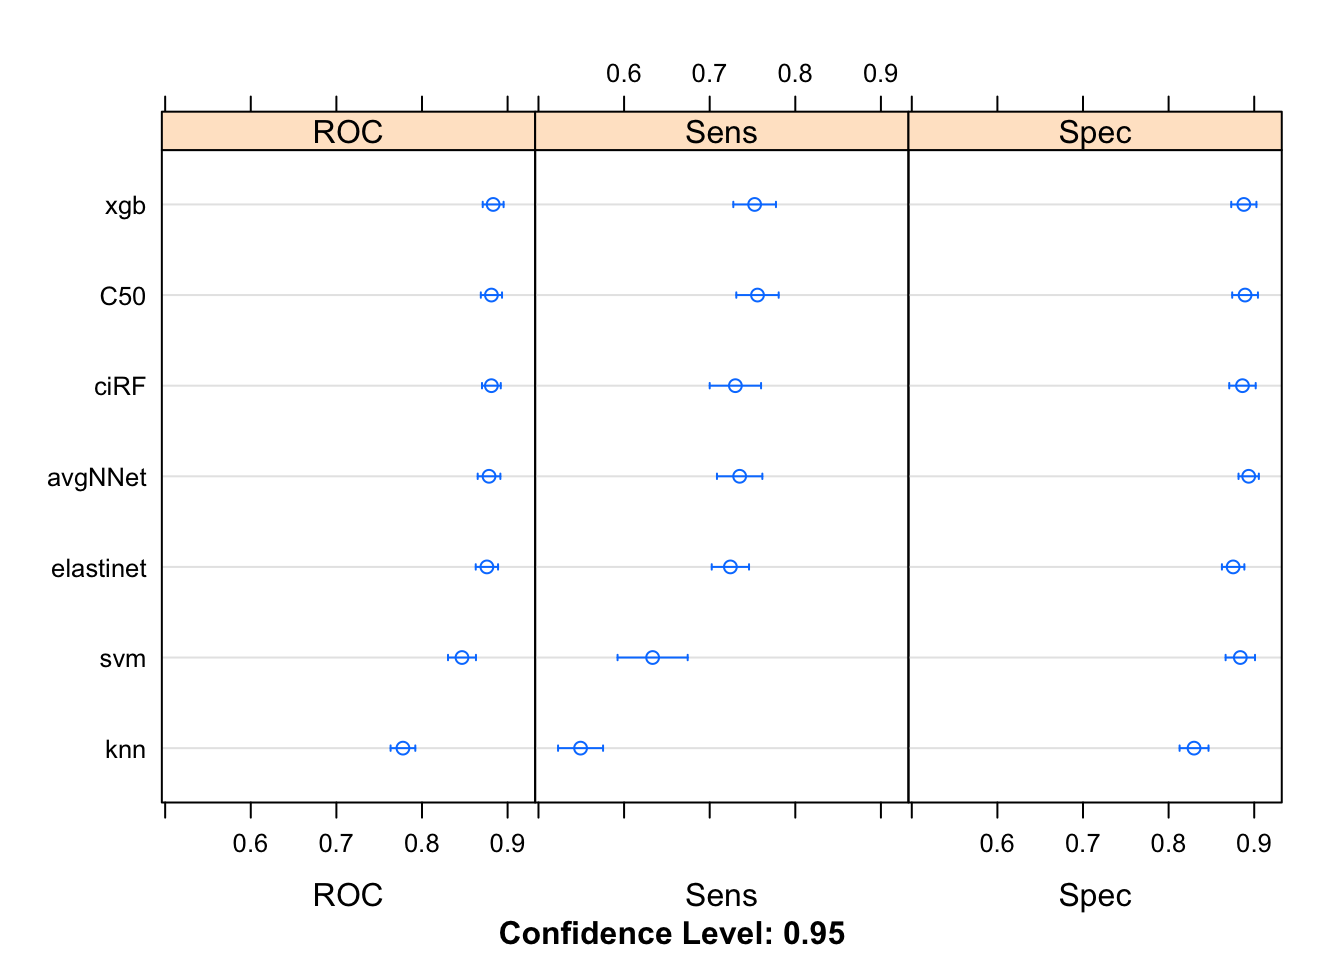 0.6 0.7 0.8 0.9
ROC Sens Spec
xgb
C50
ciRF
avgNNet
elastinet
svm
knn
0.6 0.7 0.8 0.9 0.6 0.7 0.8 0.9
ROC Sens Spec
Confidence Level: 0.95